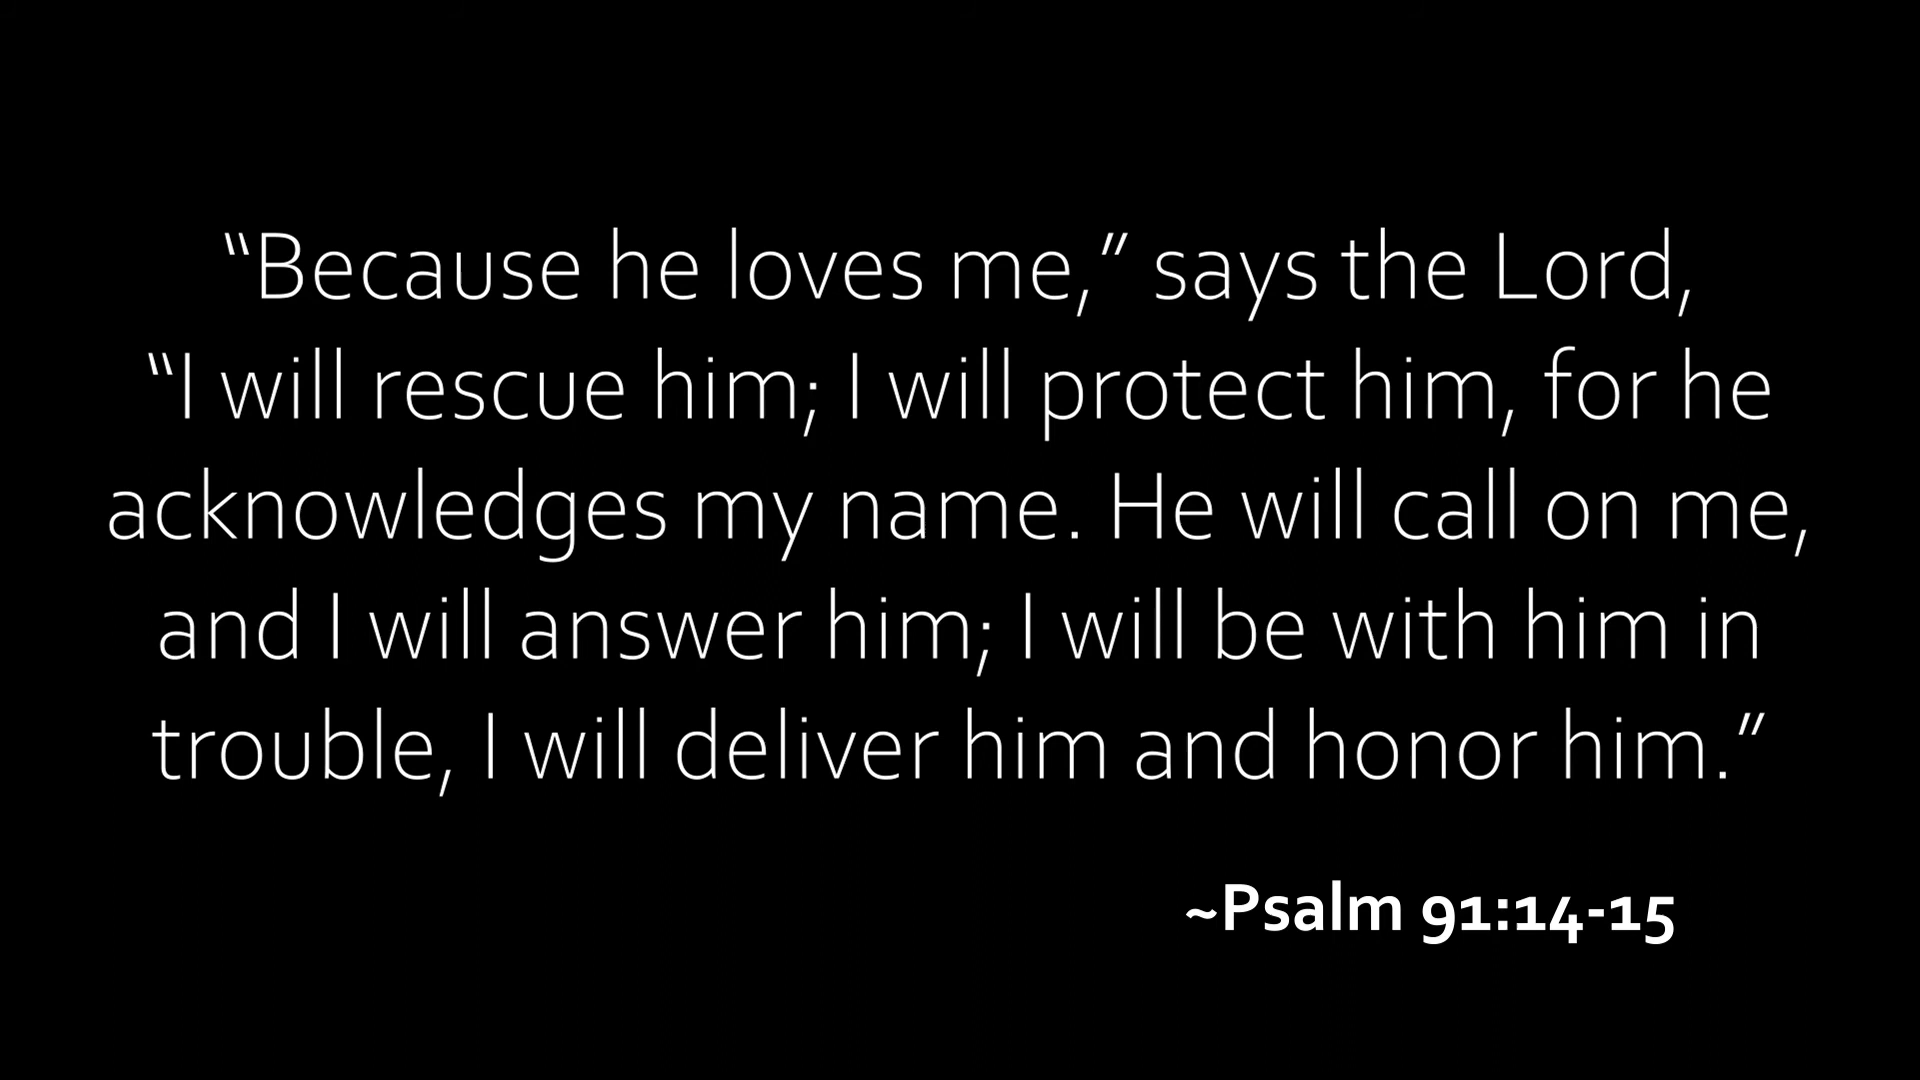 “Because he loves me,” says the Lord,
“I will rescue him; I will protect him, for he
acknowledges my name. He will call on me,
and I will answer him; I will be with him in
trouble, I will deliver him and honor him.”
~Psalm 91:14-15